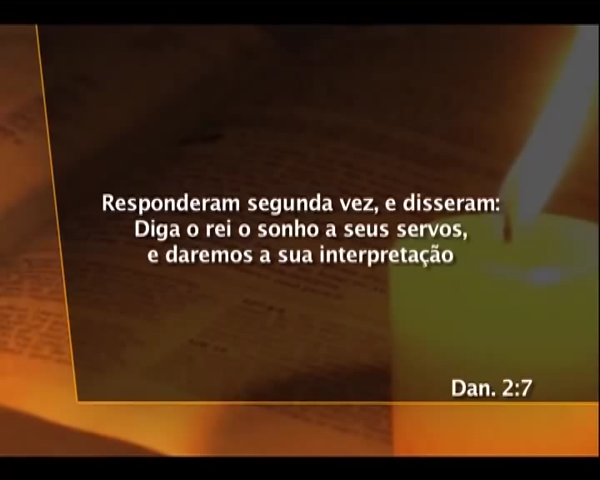 Responderam segunda vez, e disseram:
Diga o rei o sonho a seus servos,
e daremos a sua interpretação
Dan. 2:7